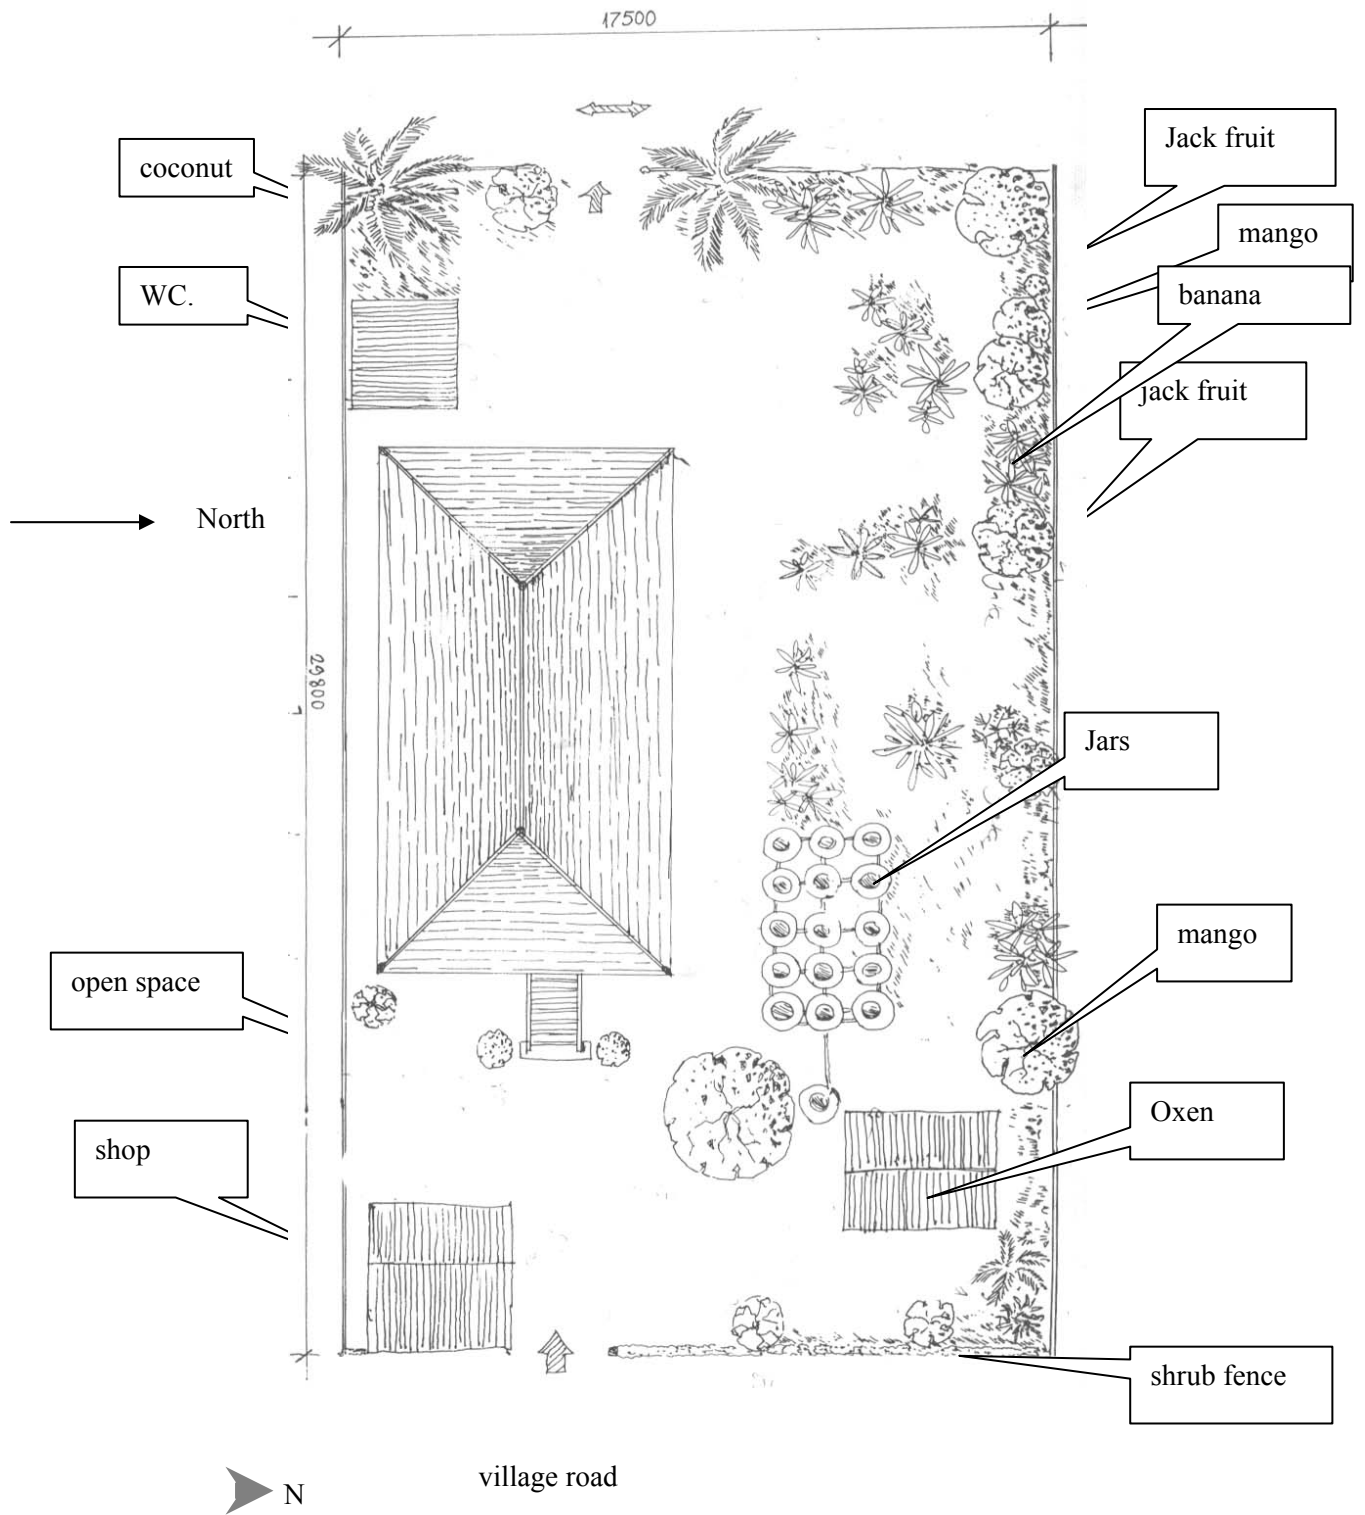 17500
coconut
Jack fruit
mango
WC.
banana
jack fruit
North
29800
Jars
mango
open space
Oxen
shop
shrub fence
village road
N